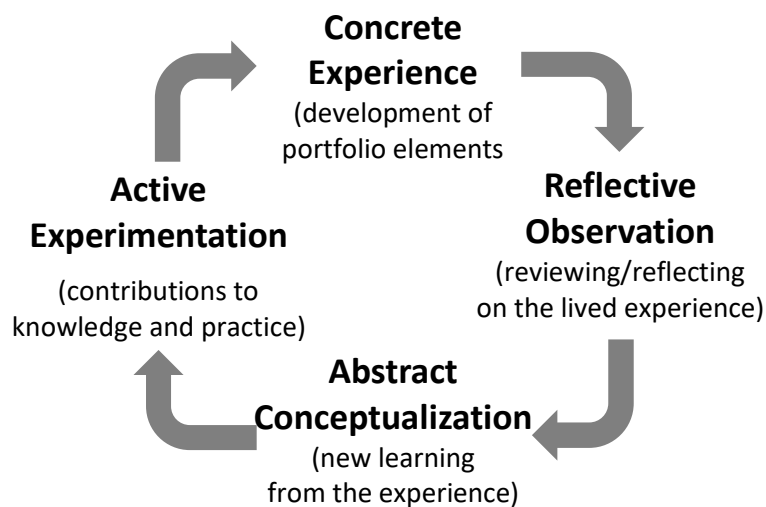 Concrete
Experience
(development of
portfolio elements
Reflective
Observation
(reviewing/reflecting
on the lived experience)
Abstract
Conceptualization
(new learning
from the experience)
Active
Experimentation
(contributions to
knowledge and practice)